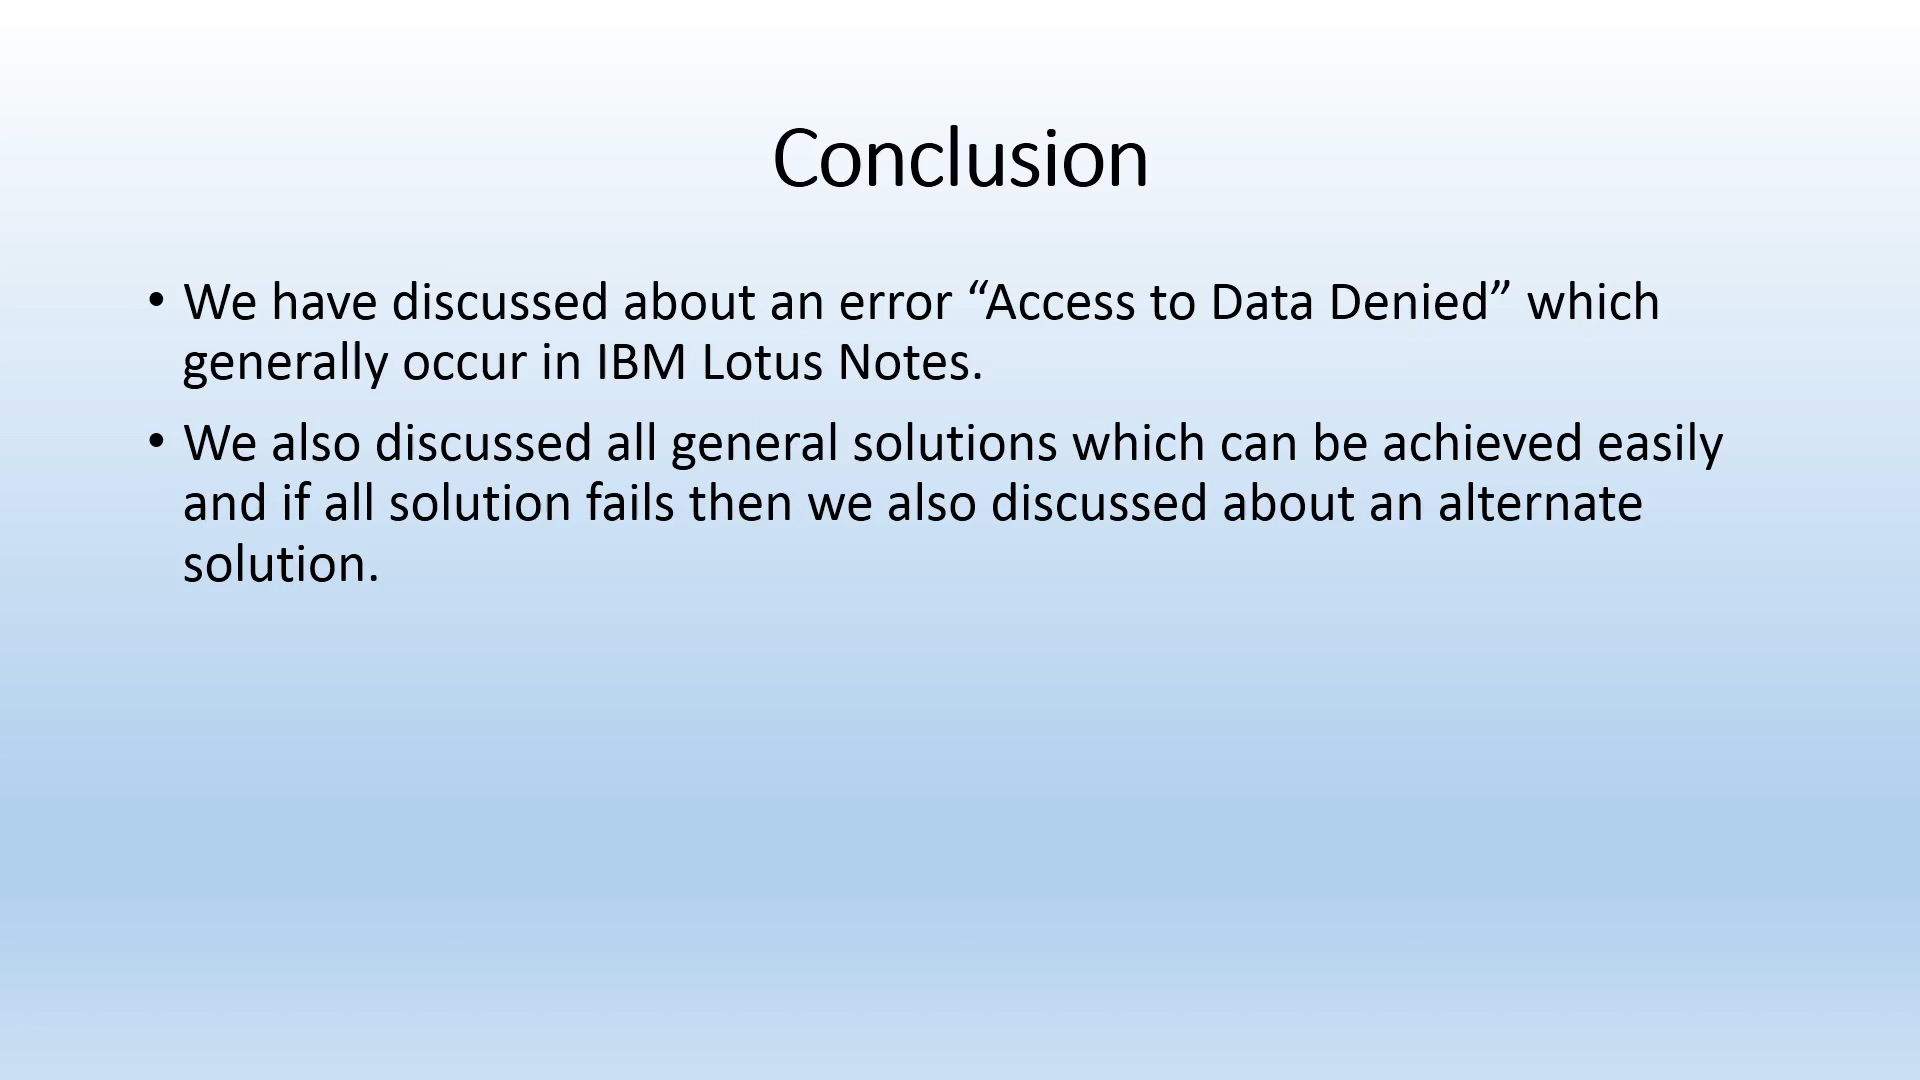 Conclusion
• We have discussed about an error “Access to Data Denied” which
generally occur in IBM Lotus Notes.
• We also discussed all general solutions which can be achieved easily
and if all solution fails then we also discussed about an alternate
solution.